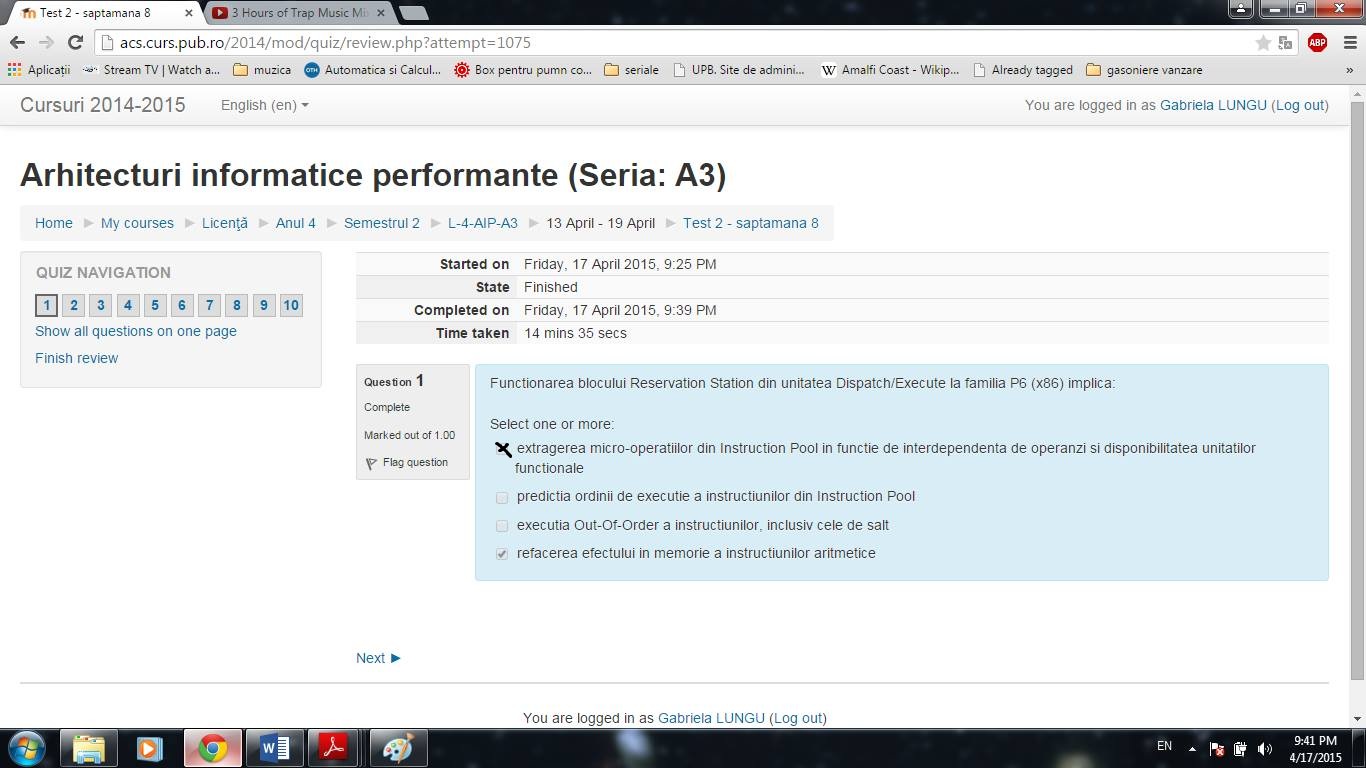 Test 2 - saptamana 8
3 Hours of Trap Music Mix
acs.curs.pub.ro/2014/mod/quiz/review.php?attempt=1075
ABP
Aplicații
Stream TV | Watch a...
muzica
Automatica si Calcul...
Box pentru pumn co...
seriale
UPB. Site de admini...
W Amalfi Coast - Wikip...
Already tagged
gasoniere vanzare
»
Cursuri 2014-2015
English (en)
You are logged in as Gabriela LUNGU (Log out)
Arhitecturi informatice performante (Seria: A3)
Home ► My courses ► Licenţă ► Anul 4 ► Semestrul 2 ► L-4-AIP-A3 ► 13 April - 19 April ► Test 2 - saptamana 8
QUIZ NAVIGATION
1 2 3 4 5 6 7 8 9 10
Show all questions on one page
Finish review
Started on Friday, 17 April 2015, 9:25 PM
State Finished
Completed on Friday, 17 April 2015, 9:39 PM
Time taken 14 mins 35 secs
Question 1
Complete
Marked out of 1.00
Flag question
Functionarea blocului Reservation Station din unitatea Dispatch/Execute la familia P6 (x86) implica:
Select one or more:
extragerea micro-operatiilor din Instruction Pool in functie de interdependenta de operanzi si disponibilitatea unitatilor
functionale
predictia ordinii de executie a instructiunilor din Instruction Pool
executia Out-Of-Order a instructiunilor, inclusiv cele de salt
refacerea efectului in memorie a instructiunilor aritmetice
Next ►
You are logged in as Gabriela LUNGU (Log out)
EN
9:41 PM
4/17/2015